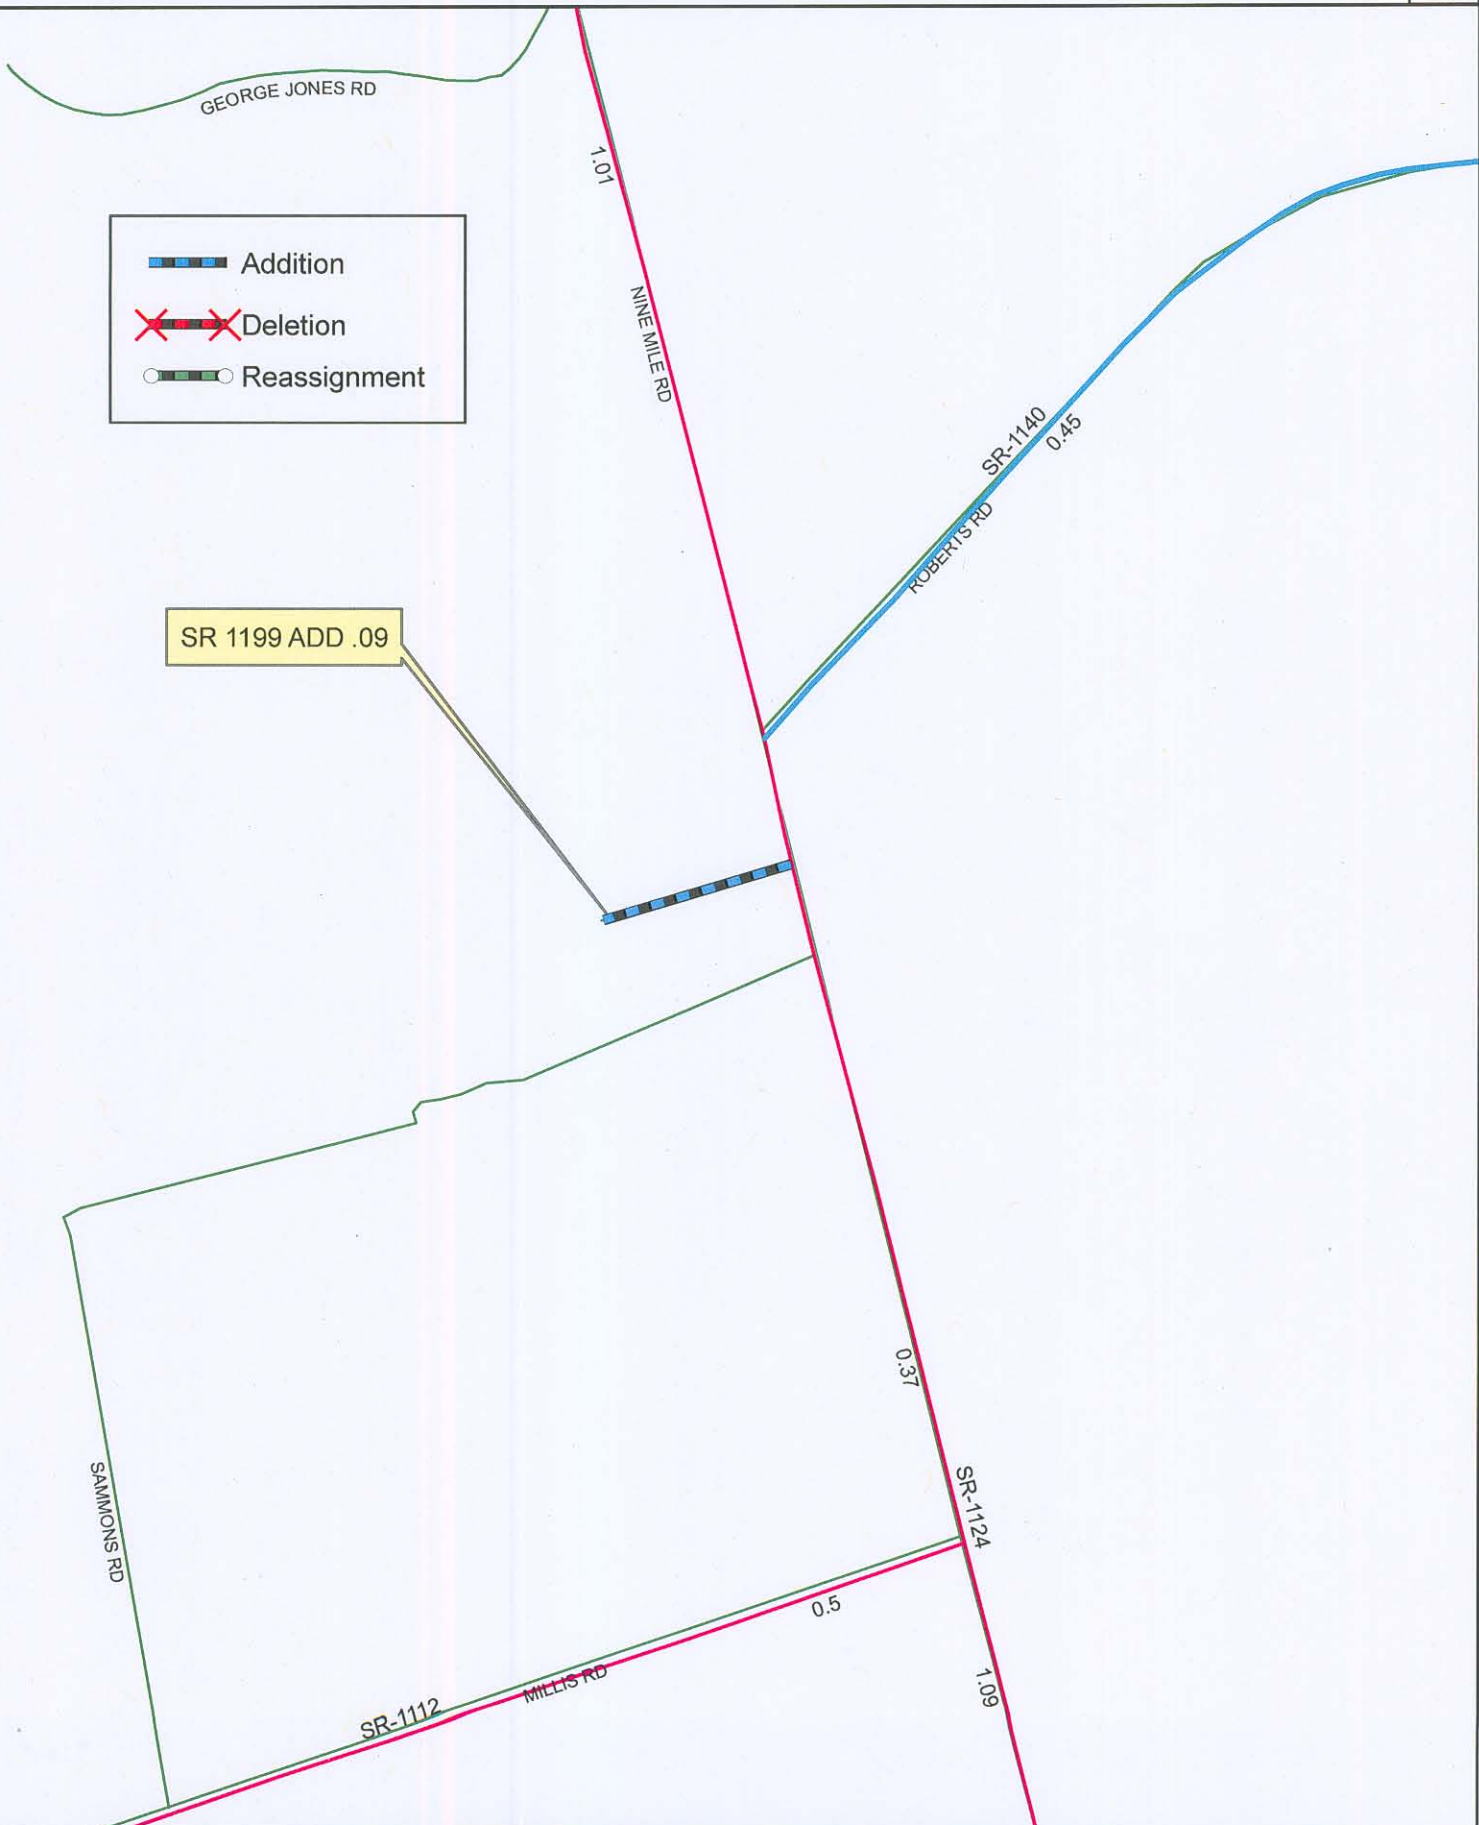 GEORGE JONES RD
1.01
Addition
Deletion
Reassignment
NINE MILE RD
SR-1140
0.45
ROBERTS RD
SR 1199 ADD .09
0.37
SAMMONS RD
SR-1124
0.5
MILLIS RD
1.09
SR-1112